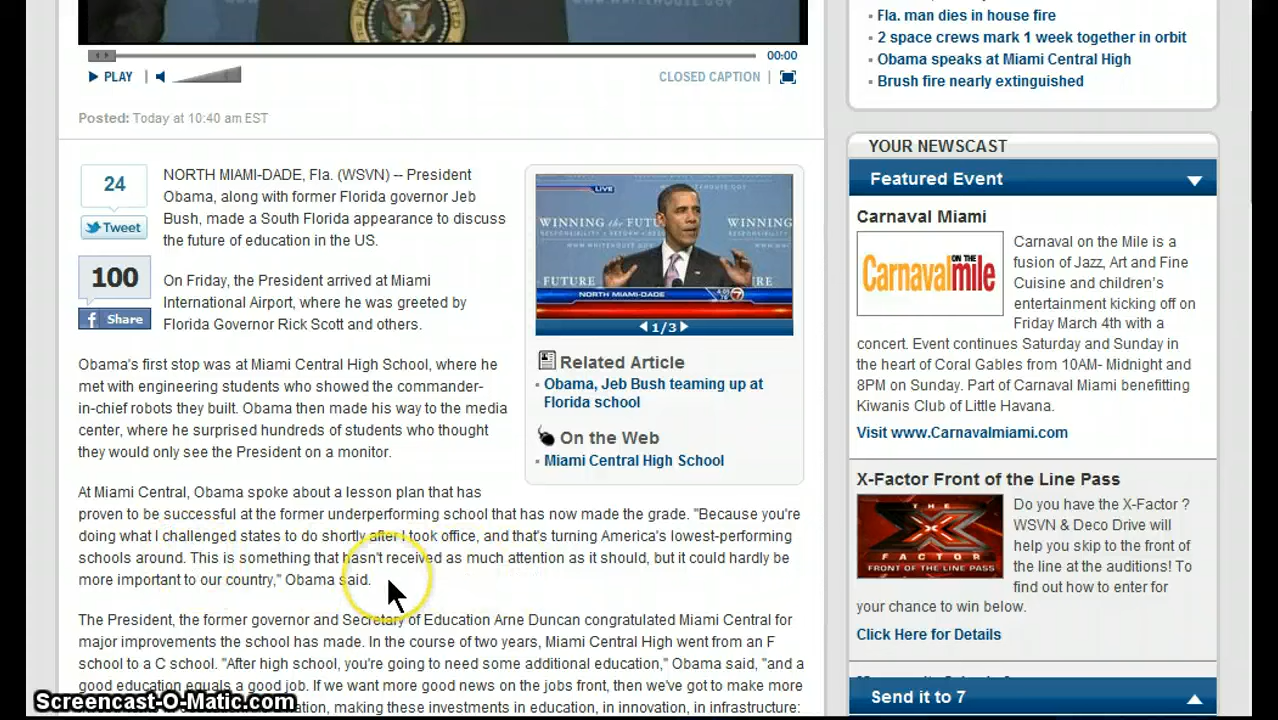 WHITEHOUSE.GOV
00:00
PLAY
CLOSED CAPTION
Posted: Today at 10:40 am EST
24
Tweet
100
Share
NORTH MIAMI-DADE, Fla. (WSVN) -- President
Obama, along with former Florida governor Jeb
Bush, made a South Florida appearance to discuss
the future of education in the US.
On Friday, the President arrived at Miami
International Airport, where he was greeted by
Florida Governor Rick Scott and others.
Obama's first stop was at Miami Central High School, where he
met with engineering students who showed the commander-
in-chief robots they built. Obama then made his way to the media
center, where he surprised hundreds of students who thought
they would only see the President on a monitor.
At Miami Central, Obama spoke about a lesson plan that has
proven to be successful at the former underperforming school that has now made the grade. "Because you're
doing what I challenged states to do shortly after I took office, and that's turning America's lowest-performing
schools around. This is something that hasn't received as much attention as it should, but it could hardly be
more important to our country," Obama said.
The President, the former governor and Secretary of Education Arne Duncan congratulated Miami Central for
major improvements the school has made. In the course of two years, Miami Central High went from an F
school to a C school. "After high school, you're going to need some additional education," Obama said, "and a
good education equals a good job. If we want more good news on the jobs front, then we've got to make more
making these investments in education, in innovation, in infrastructure:
LIVE
WINNING the FUTURE
WINNING
NORTH MIAMI-DADE
7
1/3
Related Article
Obama, Jeb Bush teaming up at
Florida school
On the Web
Miami Central High School
Fla. man dies in house fire
2 space crews mark 1 week together in orbit
Obama speaks at Miami Central High
Brush fire nearly extinguished
YOUR NEWSCAST
Featured Event
Carnaval Miami
Carnaval ON THE mile
Carnaval on the Mile is a
fusion of Jazz, Art and Fine
Cuisine and children's
entertainment kicking off on
Friday March 4th with a
concert. Event continues Saturday and Sunday in
the heart of Coral Gables from 10AM- Midnight and
8PM on Sunday. Part of Carnaval Miami benefitting
Kiwanis Club of Little Havana.
Visit www.Carnavalmiami.com
X-Factor Front of the Line Pass
THE
X
FACTOR
FRONT OF THE LINE PASS
Do you have the X-Factor ?
WSVN & Deco Drive will
help you skip to the front of
the line at the auditions! To
find out how to enter for
your chance to win below.
Click Here for Details
Send it to 7
Screencast-O-Matic.com